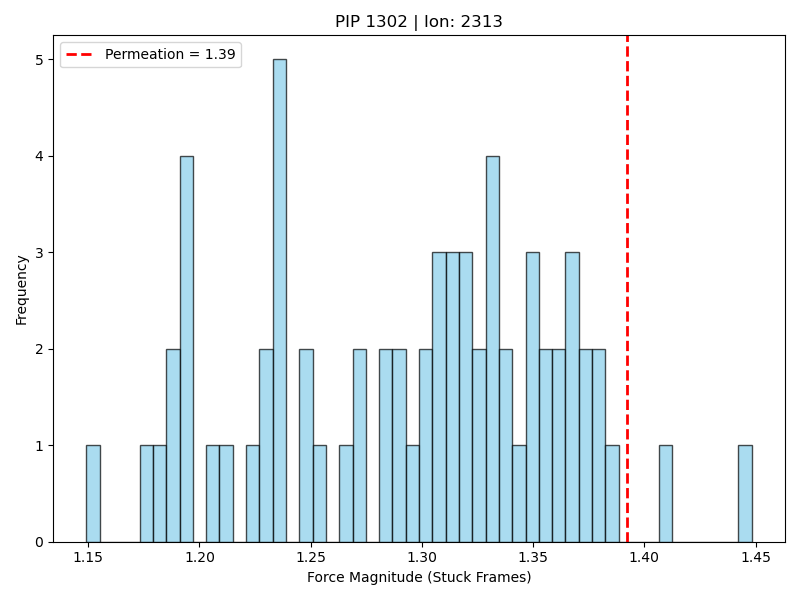 PIP 1302 | Ion: 2313
Permeation = 1.39
5
4
3
2
1
0
Frequency
1.15 1.20 1.25 1.30 1.35 1.40 1.45
Force Magnitude (Stuck Frames)